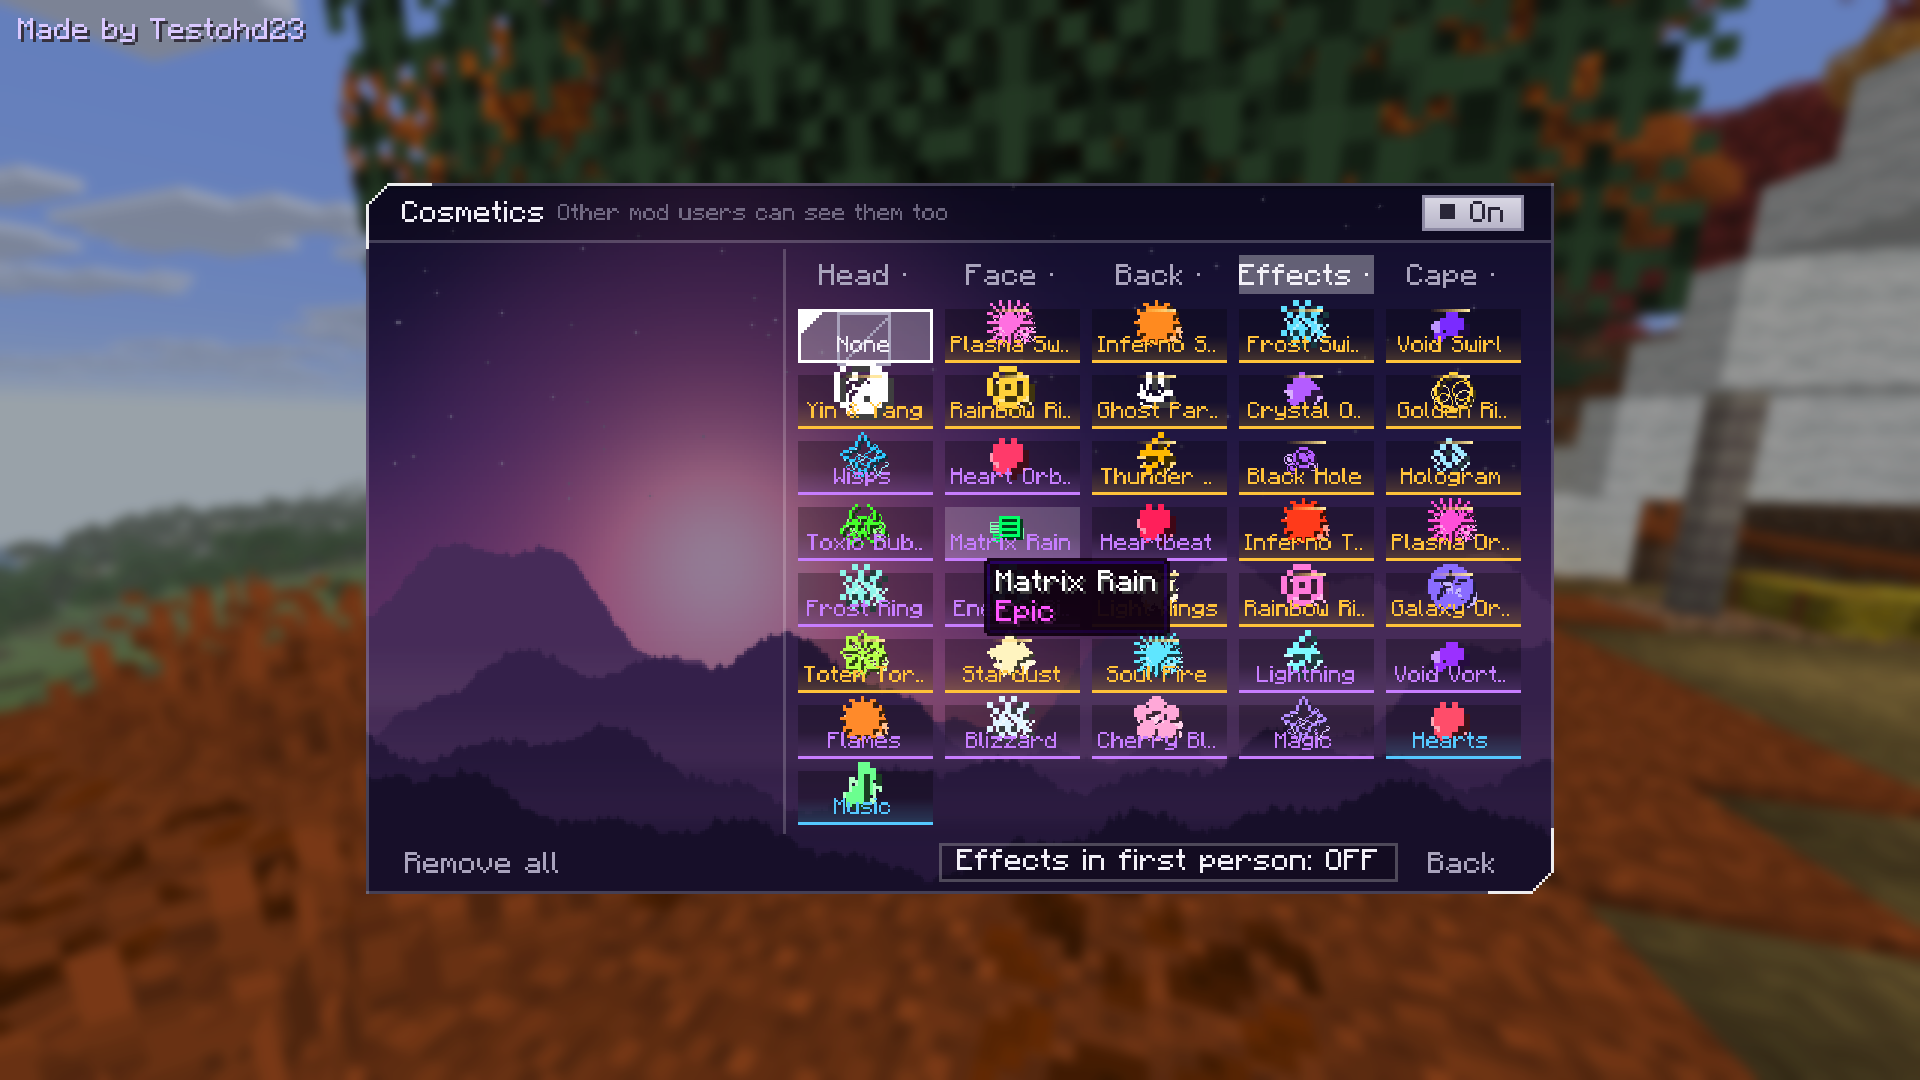 Made by Testohd23
Cosmetics Other mod users can see them too
On
Head · Face · Back · Effects · Cape ·
None Plasma Sw.. Inferno S.. Frost Swi.. Void Swirl
Yin & Yang Rainbow Ri.. Ghost Par.. Crystal O.. Golden Ri..
Wisps Heart Orb.. Thunder .. Black Hole Hologram
Toxic Bub.. Matrix Rain Heartbeat Inferno T.. Plasma Or..
Matrix Rain
Epic
Frost Ring Rainbow Ri.. Galaxy Or..
Totem Tor.. Stardust Soul Fire Lightning Void Vort..
Flames Blizzard Cherry Bl.. Magic Hearts
Music
Remove all Effects in first person: OFF Back